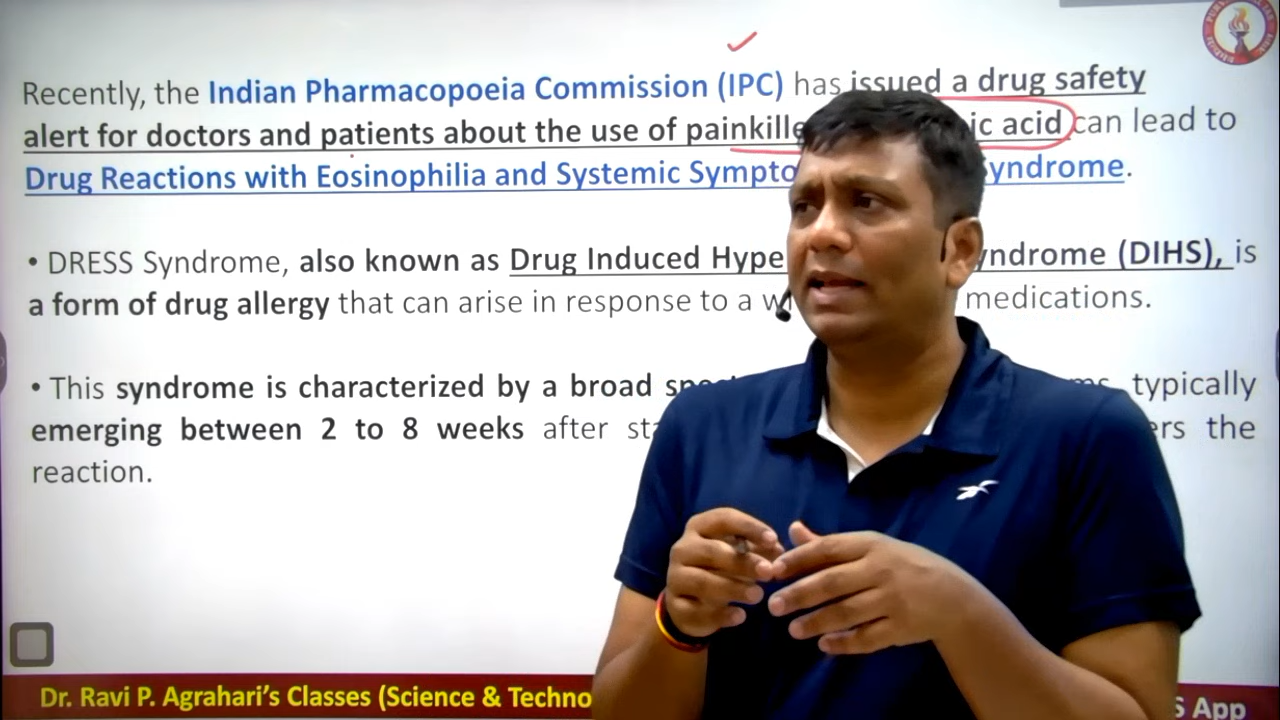 Recently, the Indian Pharmacopoeia Commission (IPC) has issued a drug safety
alert for doctors and patients about the use of painkille ic acid can lead to
Drug Reactions with Eosinophilia and Systemic Sympto yndrome.
• DRESS Syndrome, also known as Drug Induced Hype yndrome (DIHS), is
a form of drug allergy that can arise in response to a medications.
• This syndrome is characterized by a broad typically
emerging between 2 to 8 weeks after sta ers the
reaction.
Dr. Ravi P. Agrahari's Classes (Science & Techno S App